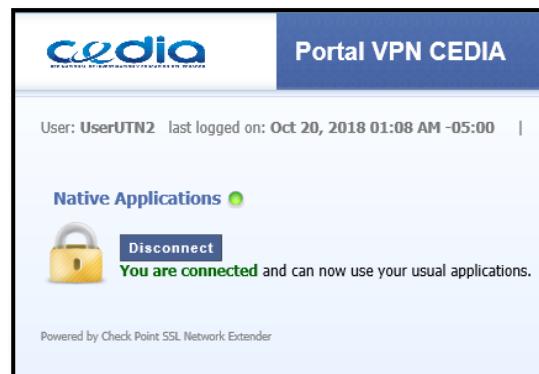 cedia
Portal VPN CEDIA
User: UserUTN2 last logged on: Oct 20, 2018 01:08 AM -05:00 |
Native Applications
Disconnect
You are connected and can now use your usual applications.
Powered by Check Point SSL Network Extender